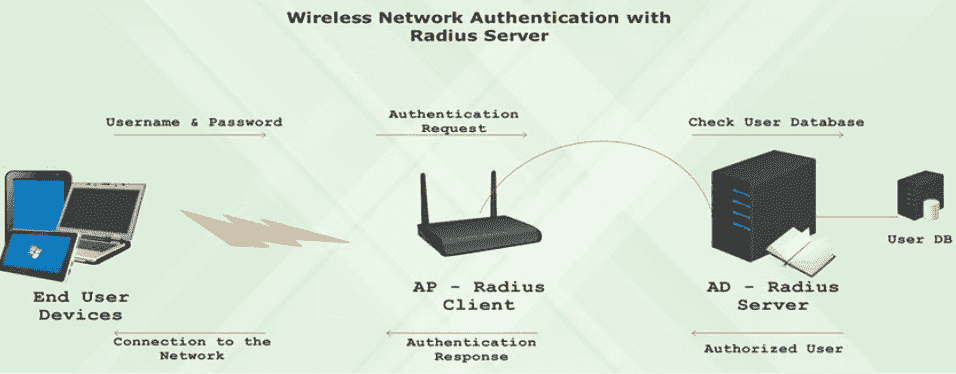 Wireless Network Authentication with
Radius Server
Username & Password
Authentication
Request
Check User Database
User DB
End User
Devices
AP - Radius
Client
AD - Radius
Server
Connection to the
Network
Authentication
Response
Authorized User